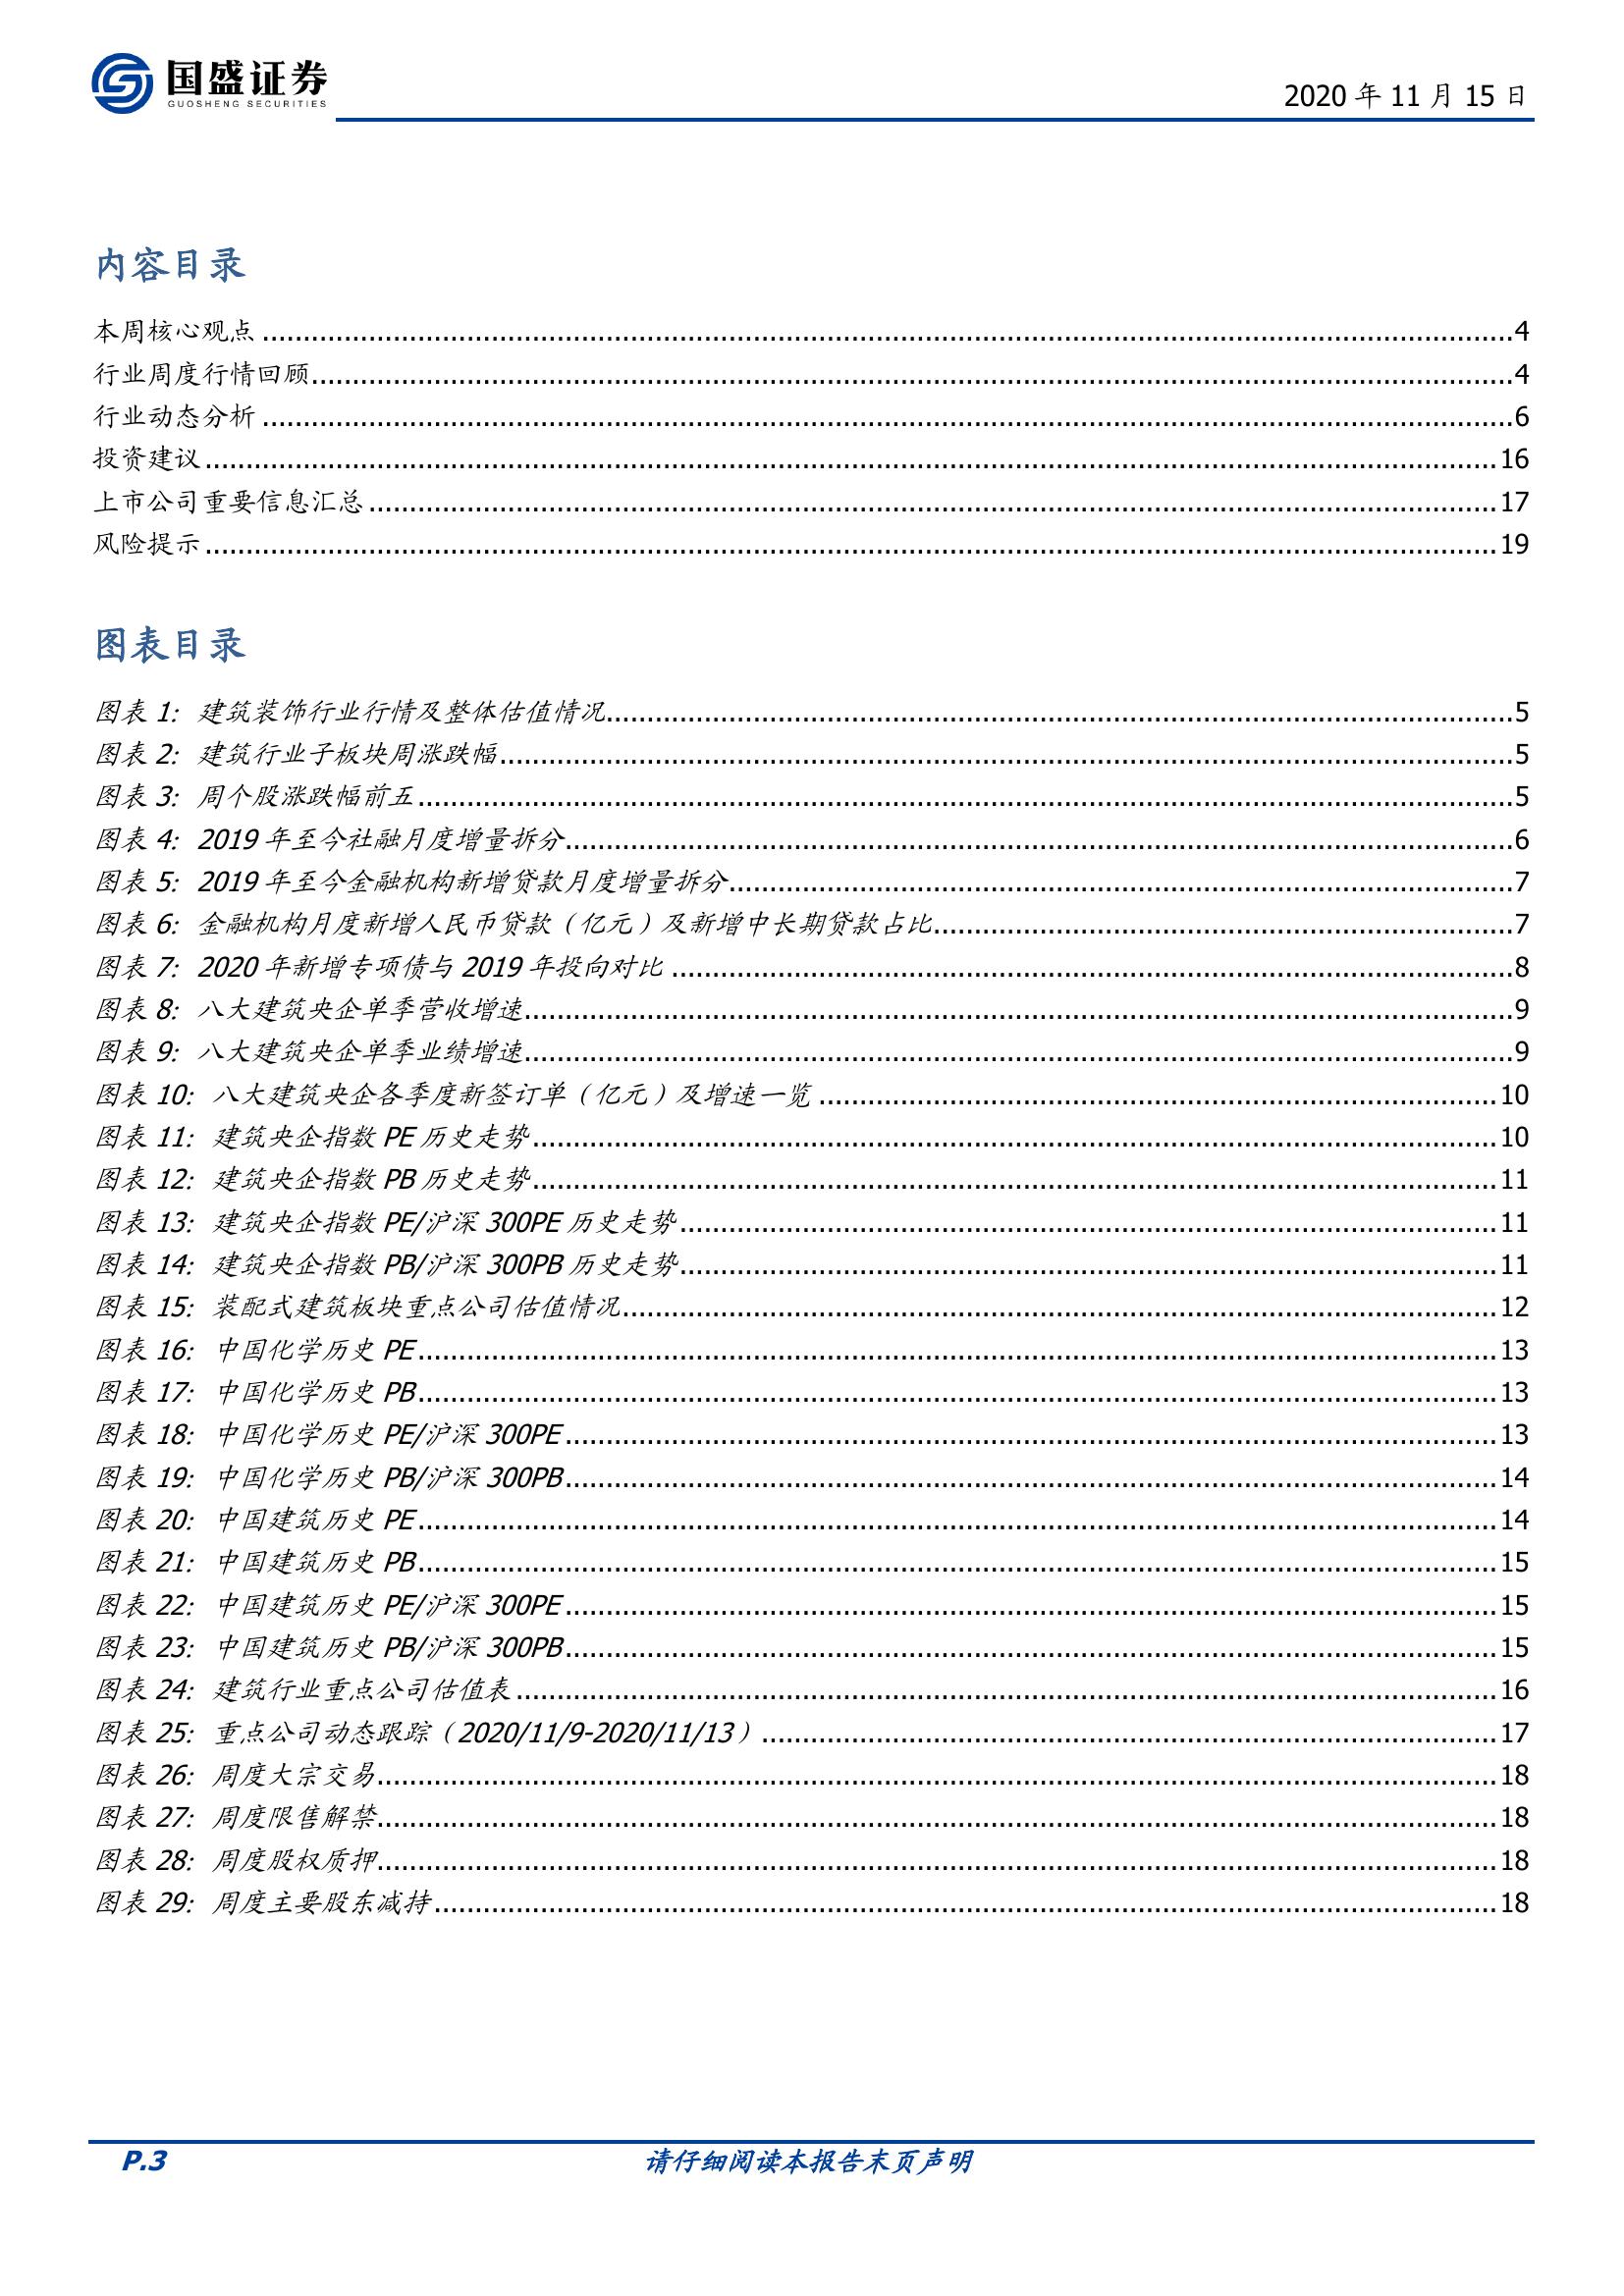 国盛证券
GUOSHENG SECURITIES
2020 年 11 月 15 日
内容目录
本周核心观点 ........ 4
行业周度行情回顾 ........ 4
行业动态分析 ........ 6
投资建议 ........ 16
上市公司重要信息汇总 ........ 17
风险提示 ........ 19
图表目录
图表 1: 建筑装饰行业行情及整体估值情况 ........ 5
图表 2: 建筑行业子板块周涨跌幅 ........ 5
图表 3: 周个股涨跌幅前五 ........ 5
图表 4: 2019 年至今社融月度增量拆分 ........ 6
图表 5: 2019 年至今金融机构新增贷款月度增量拆分 ........ 7
图表 6: 金融机构月度新增人民币贷款（亿元）及新增中长期贷款占比 ........ 7
图表 7: 2020 年新增专项债与 2019 年投向对比 ........ 8
图表 8: 八大建筑央企单季营收增速 ........ 9
图表 9: 八大建筑央企单季业绩增速 ........ 9
图表 10: 八大建筑央企各季度新签订单（亿元）及增速一览 ........ 10
图表 11: 建筑央企指数 PE 历史走势 ........ 10
图表 12: 建筑央企指数 PB 历史走势 ........ 11
图表 13: 建筑央企指数 PE/沪深 300PE 历史走势 ........ 11
图表 14: 建筑央企指数 PB/沪深 300PB 历史走势 ........ 11
图表 15: 装配式建筑板块重点公司估值情况 ........ 12
图表 16: 中国化学历史 PE ........ 13
图表 17: 中国化学历史 PB ........ 13
图表 18: 中国化学历史 PE/沪深 300PE ........ 13
图表 19: 中国化学历史 PB/沪深 300PB ........ 14
图表 20: 中国建筑历史 PE ........ 14
图表 21: 中国建筑历史 PB ........ 15
图表 22: 中国建筑历史 PE/沪深 300PE ........ 15
图表 23: 中国建筑历史 PB/沪深 300PB ........ 15
图表 24: 建筑行业重点公司估值表 ........ 16
图表 25: 重点公司动态跟踪（2020/11/9-2020/11/13） ........ 17
图表 26: 周度大宗交易 ........ 18
图表 27: 周度限售解禁 ........ 18
图表 28: 周度股权质押 ........ 18
图表 29: 周度主要股东减持 ........ 18
P.3
请仔细阅读本报告末页声明